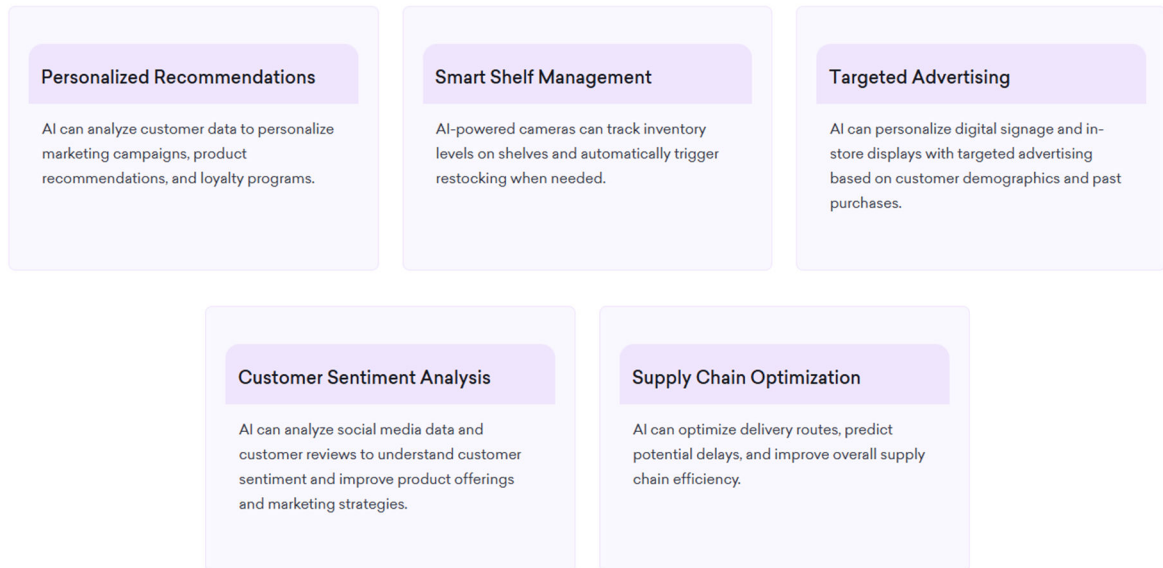 Personalized Recommendations
AI can analyze customer data to personalize
marketing campaigns, product
recommendations, and loyalty programs.
Smart Shelf Management
AI-powered cameras can track inventory
levels on shelves and automatically trigger
restocking when needed.
Targeted Advertising
AI can personalize digital signage and in-
store displays with targeted advertising
based on customer demographics and past
purchases.
Customer Sentiment Analysis
AI can analyze social media data and
customer reviews to understand customer
sentiment and improve product offerings
and marketing strategies.
Supply Chain Optimization
AI can optimize delivery routes, predict
potential delays, and improve overall supply
chain efficiency.